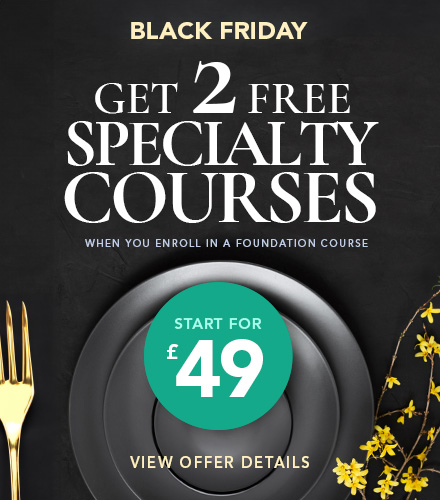 BLACK FRIDAY
GET 2 FREE
SPECIALTY
COURSES
WHEN YOU ENROLL IN A FOUNDATION COURSE
START FOR
£49
VIEW OFFER DETAILS